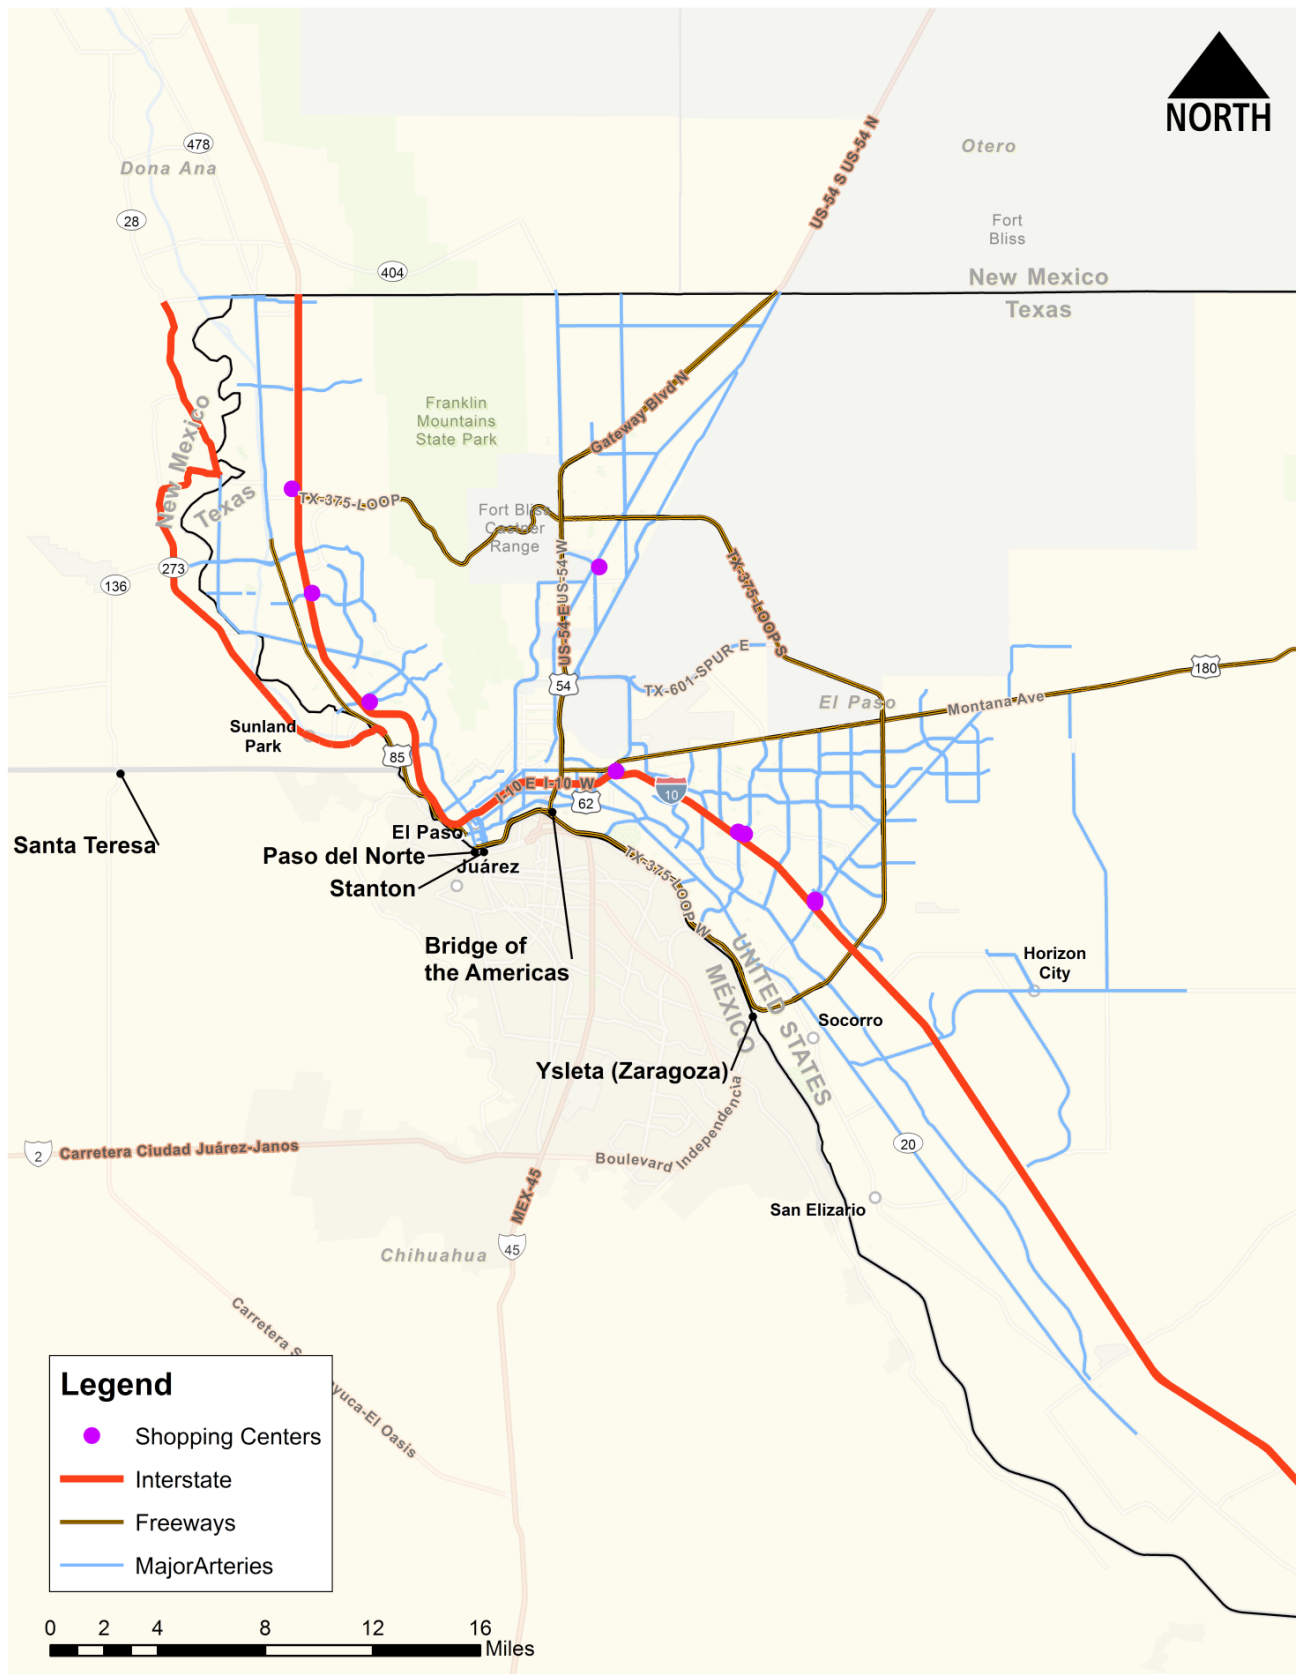 NORTH
478
Dona Ana
Otero
28
US-54 S US-54 N
Fort
Bliss
404
New Mexico
Texas
Franklin
Mountains
State Park
Gateway Blvd N
New Mexico
Texas
TX-375-LOOP
Fort Bliss
Castner
Range
US-54 E US-54 W
TX-375-LOOP S
273
136
TX-601-SPUR E
54
180
El Paso
Montana Ave
Sunland
Park
85
I-10 E I-10 W
62
10
El Paso
Santa Teresa
Paso del Norte
Juárez
Stanton
TX-375-LOOP W
Bridge of
the Americas
UNITED STATES
MÉXICO
Horizon
City
Socorro
Ysleta (Zaragoza)
2
Carretera Ciudad Juárez-Janos
Boulevard Independencia
20
MEX-45
San Elizario
45
Chihuahua
Carretera S
yuca-El Oasis
Legend
Shopping Centers
Interstate
Freeways
MajorArteries
0 4 8 12 16
Miles